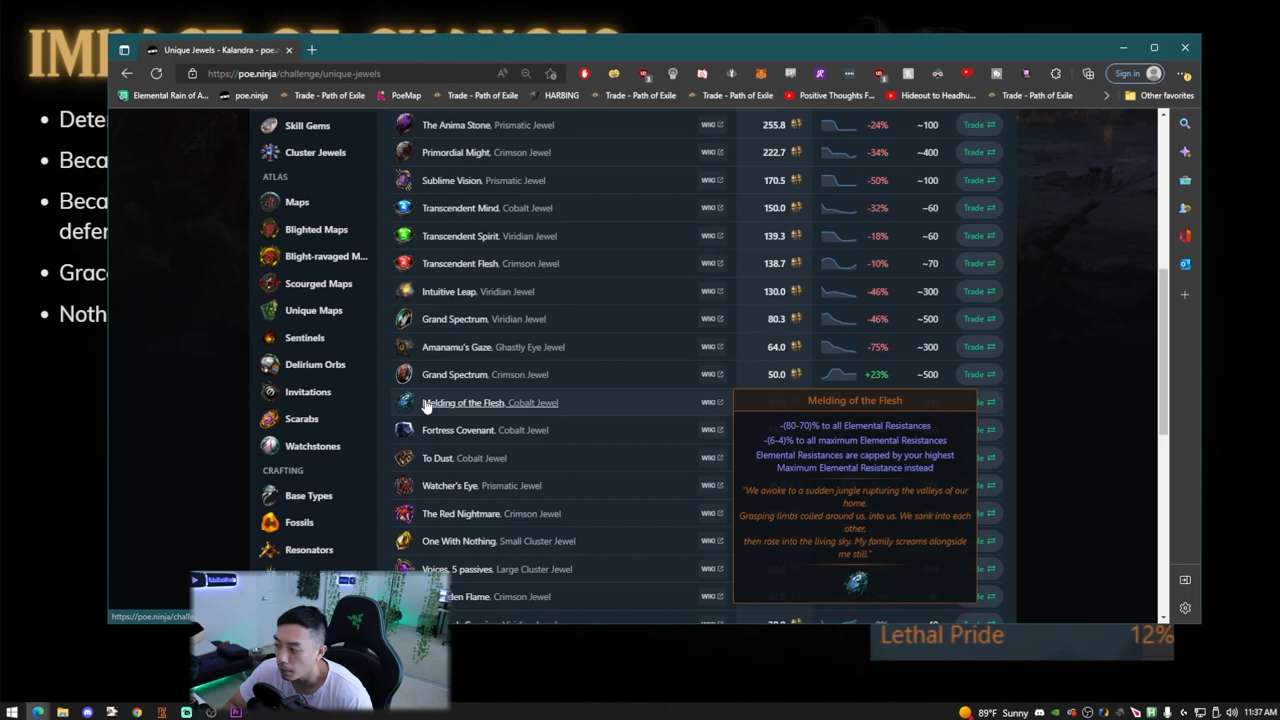 Unique Jewels - Kalandra - poe.
https://poe.ninja/challenge/unique-jewels
Sign in
Elemental Rain of A...
poe.ninja
Trade - Path of Exile
PoeMap
Trade - Path of Exile
HARBING
Trade - Path of Exile
Trade - Path of Exile
Positive Thoughts F...
Hideout to Headhu...
Trade - Path of Exile
Other favorites
Skill Gems
Cluster Jewels
ATLAS
Maps
Blighted Maps
Blight-ravaged M...
Scourged Maps
Unique Maps
Sentinels
Delirium Orbs
Invitations
Scarabs
Watchstones
CRAFTING
Base Types
Fossils
Resonators
The Anima Stone, Prismatic Jewel WIKI 255.8 -24% ~100 Trade
Primordial Might, Crimson Jewel WIKI 222.7 -34% ~400 Trade
Sublime Vision, Prismatic Jewel WIKI 170.5 -50% ~100 Trade
Transcendent Mind, Cobalt Jewel WIKI 150.0 -32% ~60 Trade
Transcendent Spirit, Viridian Jewel WIKI 139.3 -18% ~60 Trade
Transcendent Flesh, Crimson Jewel WIKI 138.7 -10% ~70 Trade
Intuitive Leap, Viridian Jewel WIKI 130.0 -46% ~300 Trade
Grand Spectrum, Viridian Jewel WIKI 80.3 -46% ~500 Trade
Amanamu's Gaze, Ghastly Eye Jewel WIKI 64.0 -75% ~300 Trade
Grand Spectrum, Crimson Jewel WIKI 50.0 +23% ~500 Trade
Melding of the Flesh, Cobalt Jewel WIKI
Fortress Covenant, Cobalt Jewel WIKI
To Dust, Cobalt Jewel WIKI
Watcher's Eye, Prismatic Jewel WIKI
The Red Nightmare, Crimson Jewel WIKI
One With Nothing, Small Cluster Jewel WIKI
Voices, 5 passives, Large Cluster Jewel WIKI
den Flame, Crimson Jewel WIKI
Melding of the Flesh
-(80-70)% to all Elemental Resistances
-(6-4)% to all maximum Elemental Resistances
Elemental Resistances are capped by your highest
Maximum Elemental Resistance instead
"We awoke to a sudden jungle rupturing the valleys of our
home.
Grasping limbs coiled around us, into us. We sank into each
other,
then rose into the living sky. My family screams alongside
me still."
https://poe.ninja/challe
Dete
Beca
Beca
defe
Grac
Noth
Lethal Pride 12%
89°F Sunny
11:37 AM